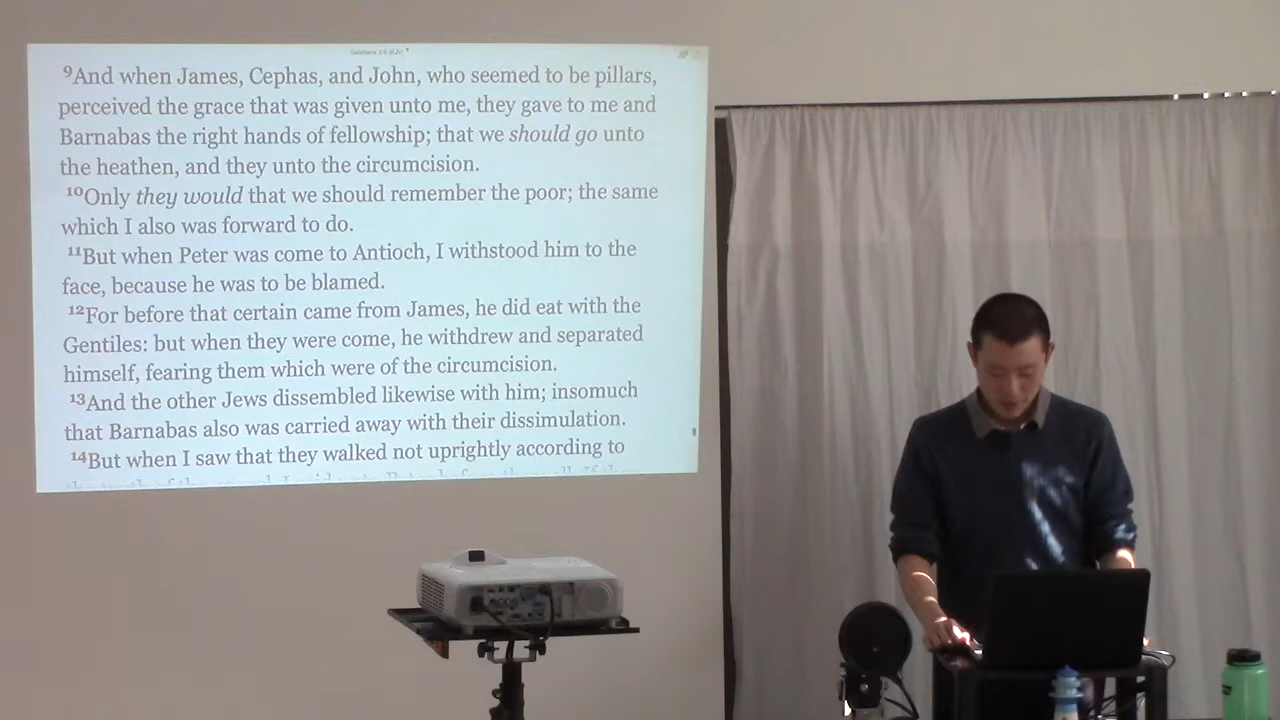 Galatians 2:9 (KJV)
9And when James, Cephas, and John, who seemed to be pillars,
perceived the grace that was given unto me, they gave to me and
Barnabas the right hands of fellowship; that we should go unto
the heathen, and they unto the circumcision.
10Only they would that we should remember the poor; the same
which I also was forward to do.
11But when Peter was come to Antioch, I withstood him to the
face, because he was to be blamed.
12For before that certain came from James, he did eat with the
Gentiles: but when they were come, he withdrew and separated
himself, fearing them which were of the circumcision.
13And the other Jews dissembled likewise with him; insomuch
that Barnabas also was carried away with their dissimulation.
14But when I saw that they walked not uprightly according to